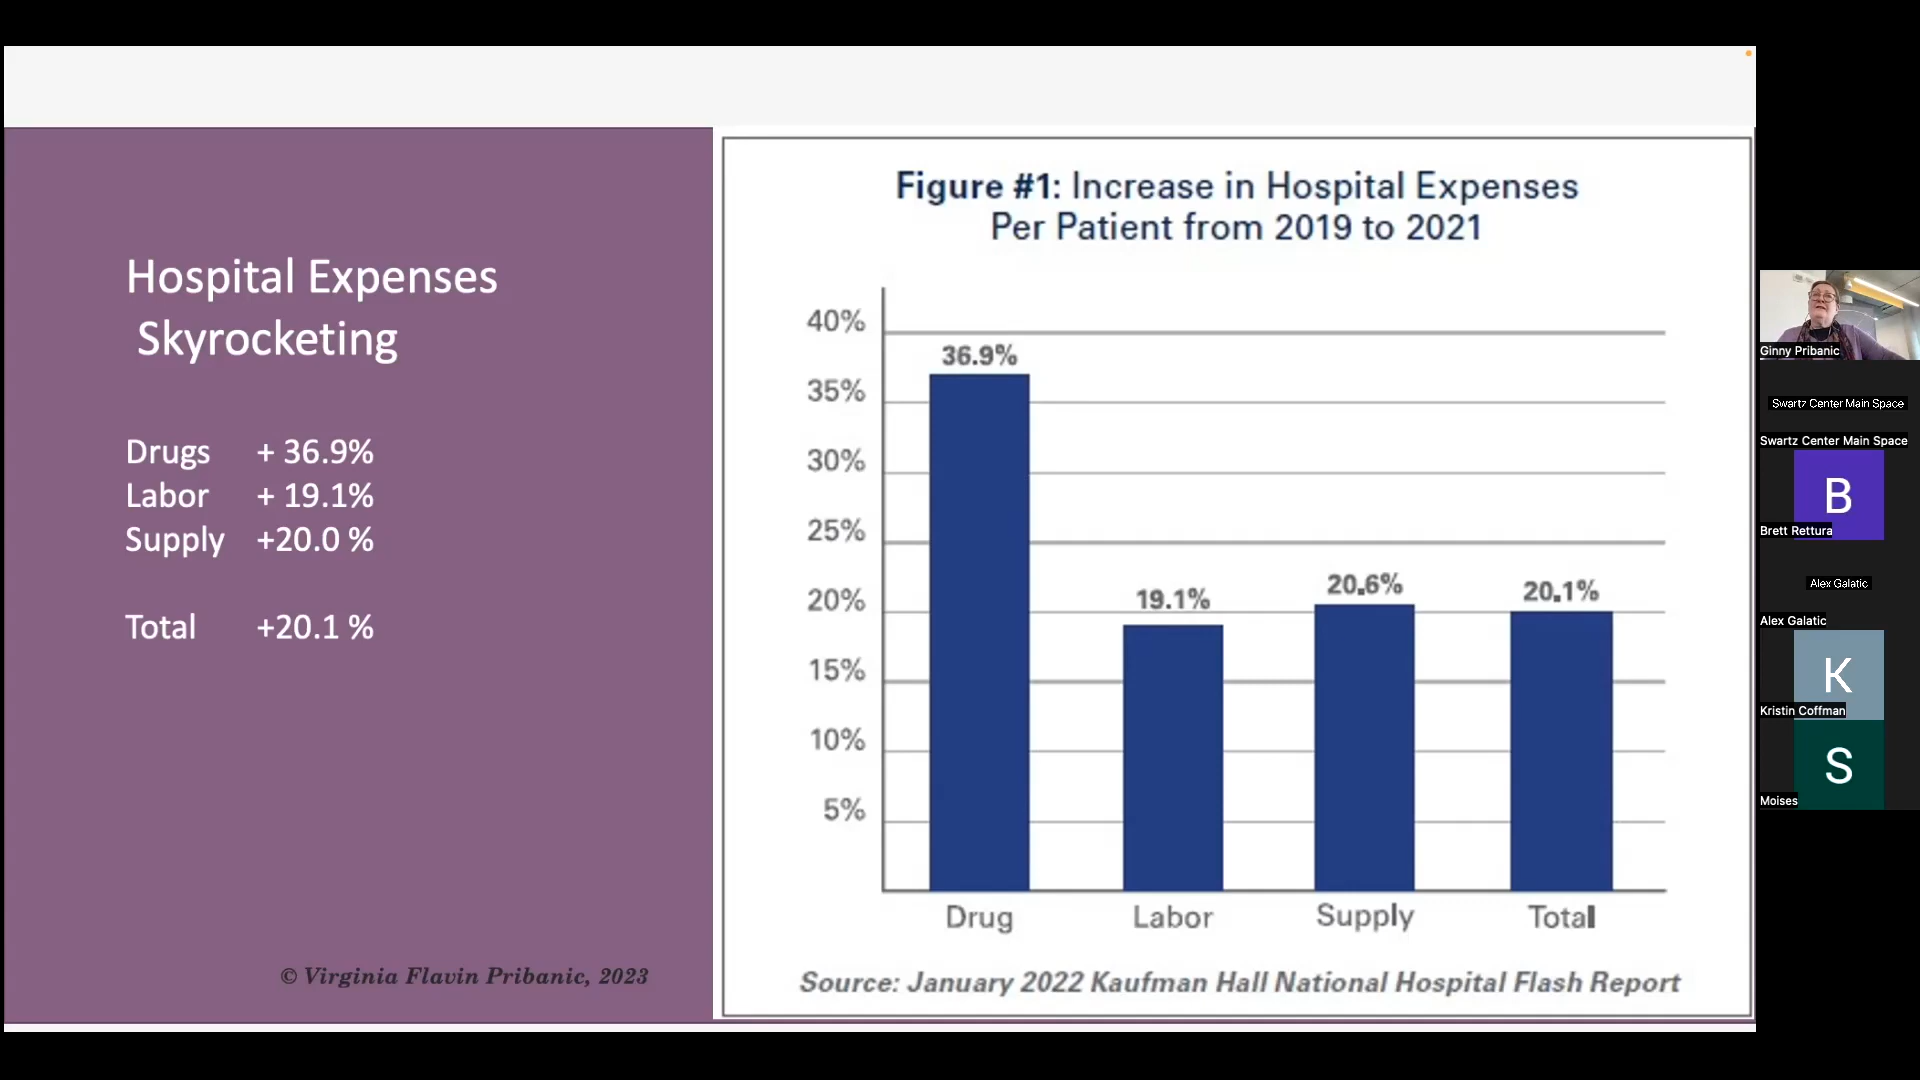 Hospital Expenses
Skyrocketing
Drugs + 36.9%
Labor + 19.1%
Supply +20.0 %
Total +20.1 %
© Virginia Flavin Pribanic, 2023
Figure #1: Increase in Hospital Expenses
Per Patient from 2019 to 2021
40%
35%
30%
25%
20%
15%
10%
5%
36.9%
19.1%
20.6%
20.1%
Drug
Labor
Supply
Total
Source: January 2022 Kaufman Hall National Hospital Flash Report
Ginny Pribanic
Swartz Center Main Space
Swartz Center Main Space
B
Brett Rettura
Alex Galatic
Alex Galatic
K
Kristin Coffman
S
Moises